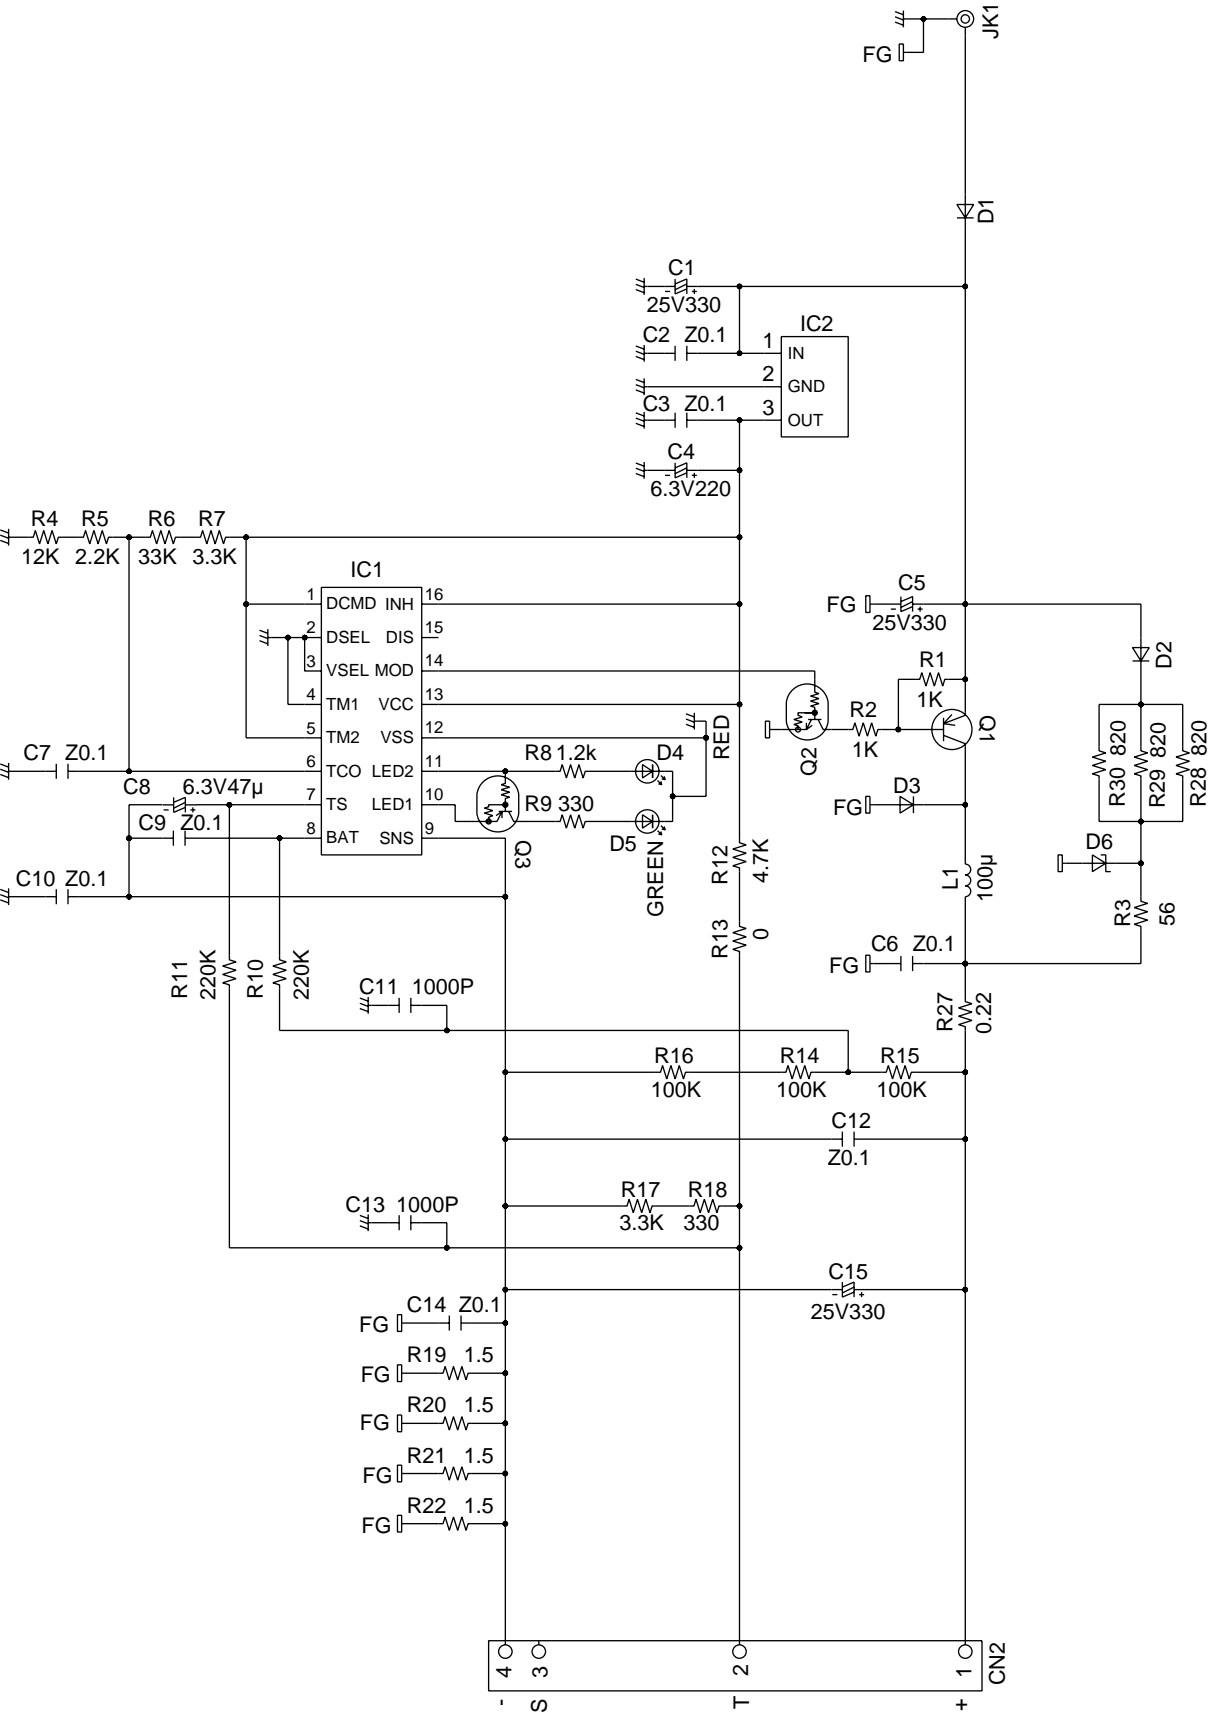 JK1
FG
D1
C1
25V330
IC2
C2 Z0.1
1 IN
2 GND
3 OUT
C3 Z0.1
C4
6.3V220
R4 R5 R6 R7
12K 2.2K 33K 3.3K
IC1
1 DCMD INH 16
2 DSEL DIS 15
3 VSEL MOD 14
4 TM1 VCC 13
5 TM2 VSS 12
6 TCO LED2 11
7 TS LED1 10
8 BAT SNS 9
FG
C5
25V330
D2
R1
1K
R2
1K
Q1
Q2
RED
R30 820
R29 820
R28 820
C7 Z0.1
C8 6.3V47µ
C9 Z0.1
C10 Z0.1
R8 1.2k
D4
R9 330
D5
GREEN
Q3
FG
D3
D6
R12 4.7K
L1 100µ
R3 56
R13 0
FG
C6 Z0.1
R11 220K
R10 220K
C11 1000P
R27 0.22
R16 R14 R15
100K 100K 100K
C12
Z0.1
C13 1000P
R17 R18
3.3K 330
C15
25V330
FG
C14 Z0.1
FG
R19 1.5
FG
R20 1.5
FG
R21 1.5
FG
R22 1.5
4 3 2 1
CN2
- S T +